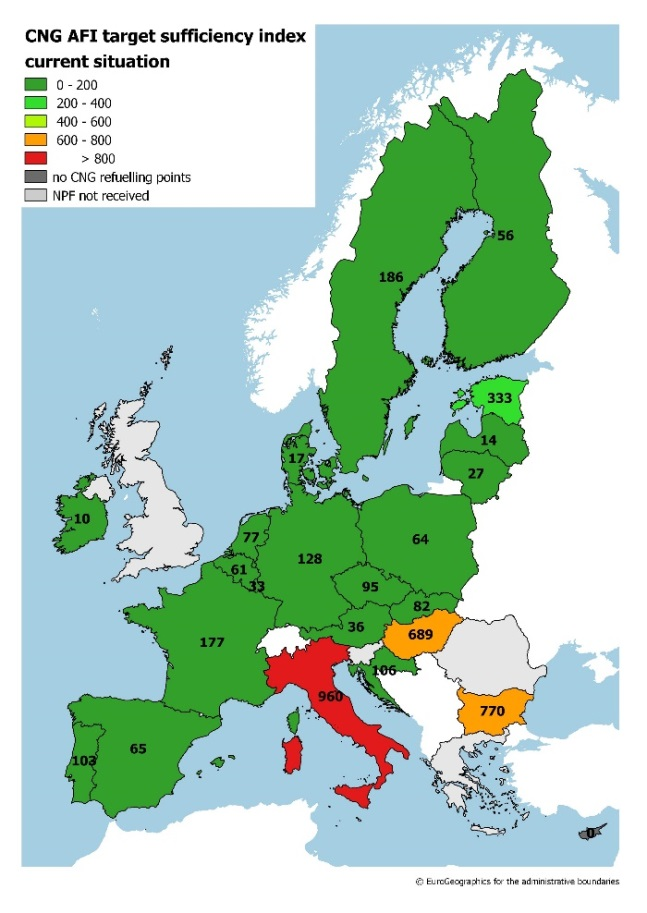 CNG AFI target sufficiency index
current situation
0 - 200
200 - 400
400 - 600
600 - 800
> 800
no CNG refuelling points
NPF not received
56
186
333
14
17
27
10
77
64
128
61
33
95
82
36
689
177
106
960
770
65
103
0
© EuroGeographics for the administrative boundaries